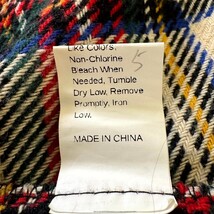 Like Colors,
Non-Chlorine 5
Bleach When
Needed, Tumble
Dry Low, Remove
Promptly, Iron
Low,
MADE IN CHINA